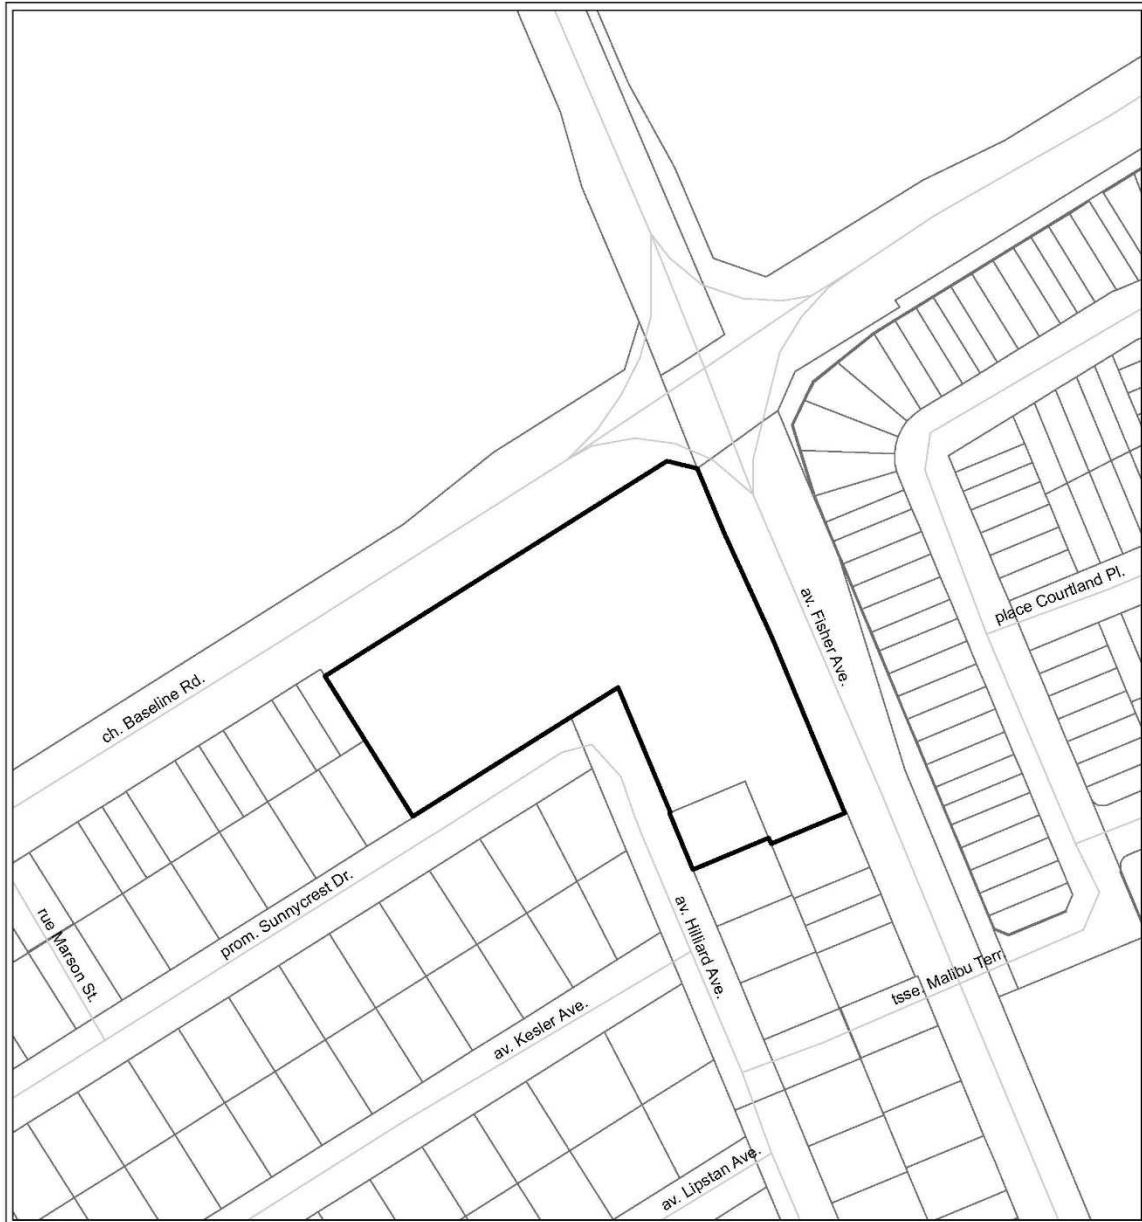 av. Fisher Ave.
place Courtland Pl.
ch. Baseline Rd.
prom. Sunnycrest Dr.
rue Marson St.
av. Hilliard Ave.
tsse. Malibu Terr.
av. Kesler Ave.
av. Lipstan Ave.